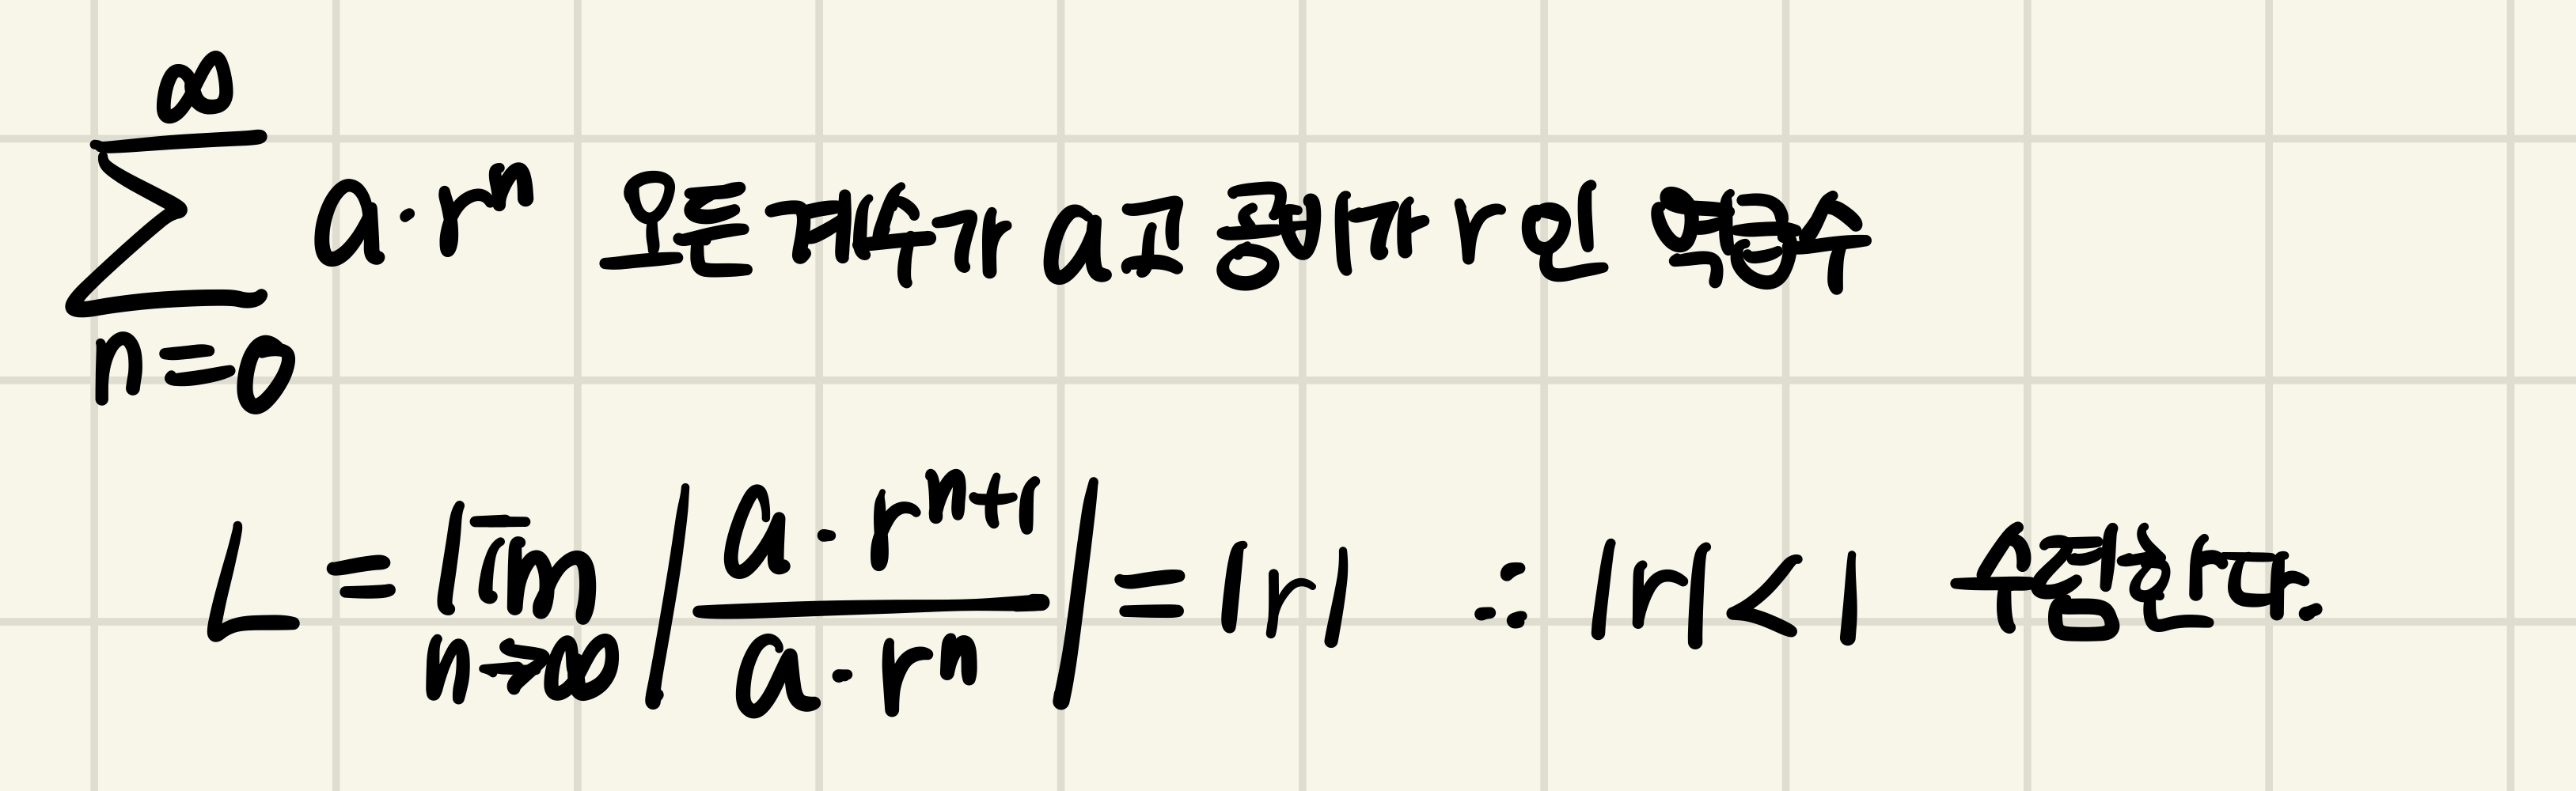 \sum_{n=0}^{\infty} a \cdot r^n 모든 계수가 a고 공비가 r인 멱급수
L = \lim_{n \to \infty} \left| \frac{a \cdot r^{n+1}}{a \cdot r^n} \right| = |r| \therefore |r| < 1 수렴한다.